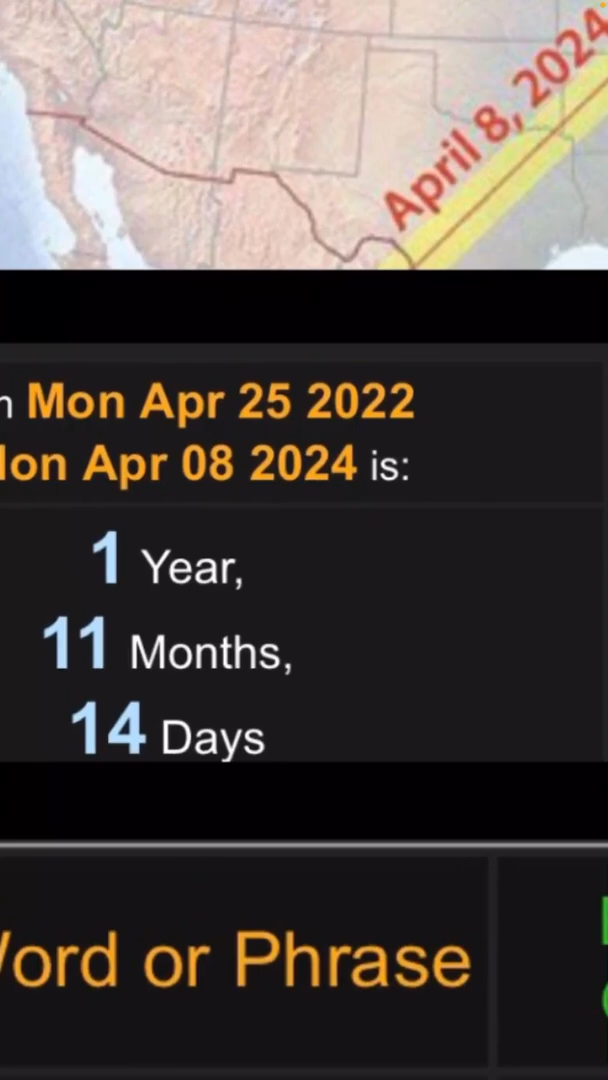 April 8, 2024
Mon Apr 25 2022
Apr 08 2024 is:
1 Year,
11 Months,
14 Days
or Phrase